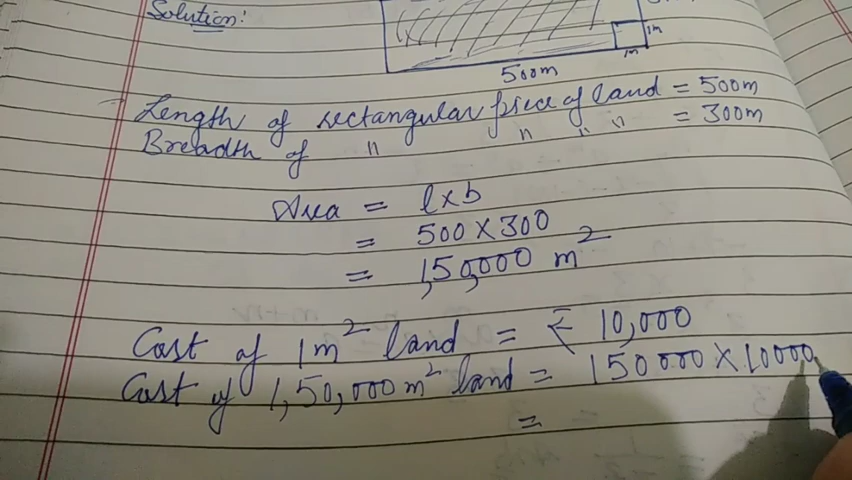 Solution:
1m
1m
500m
Length of rectangular piece of land = 500m
Breadth of " " " " = 300m
Area = l x b
= 500 X 300
= 1,50,000 m²
Cost of 1m² land = ₹ 10,000
Cost of 1,50,000 m² land = 150000 X 10000
=